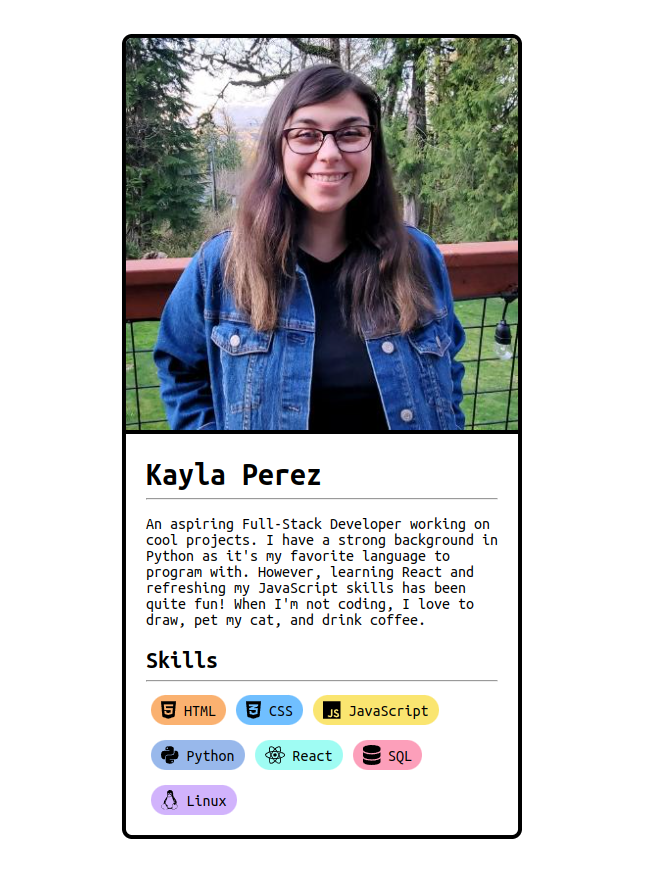 Kayla Perez
An aspiring Full-Stack Developer working on
cool projects. I have a strong background in
Python as it's my favorite language to
program with. However, learning React and
refreshing my JavaScript skills has been
quite fun! When I'm not coding, I love to
draw, pet my cat, and drink coffee.
Skills
HTML CSS JS JavaScript
Python React SQL
Linux